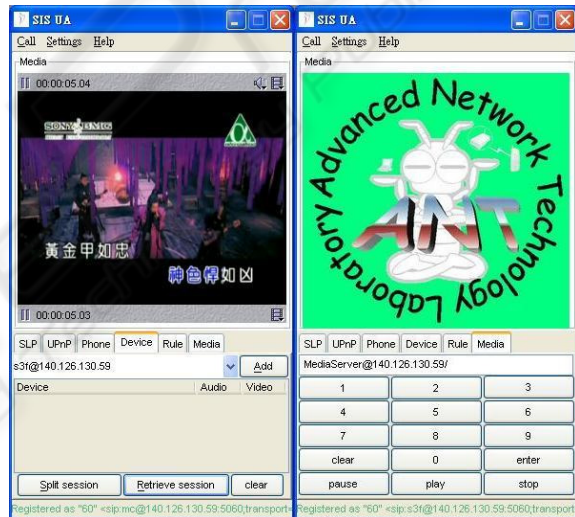 SIS UA
Call Settings Help
Media
00:00:05.04
SONY BMG
黃金甲如忠
神色悍如凶
00:00:05.03
SLP UPnP Phone Device Rule Media
s3f@140.126.130.59 Add
Device Audio Video
Split session Retrieve session clear
Registered as "60" <sip:mc@140.126.130.59:5060;transport=
SIS UA
Call Settings Help
Media
Advanced Network Technology Laboratory
ANT
SLP UPnP Phone Device Rule Media
MediaServer@140.126.130.59/
1 2 3
4 5 6
7 8 9
clear 0 enter
pause play stop
Registered as "60" <sip:s3f@140.126.130.59:5060;transport=